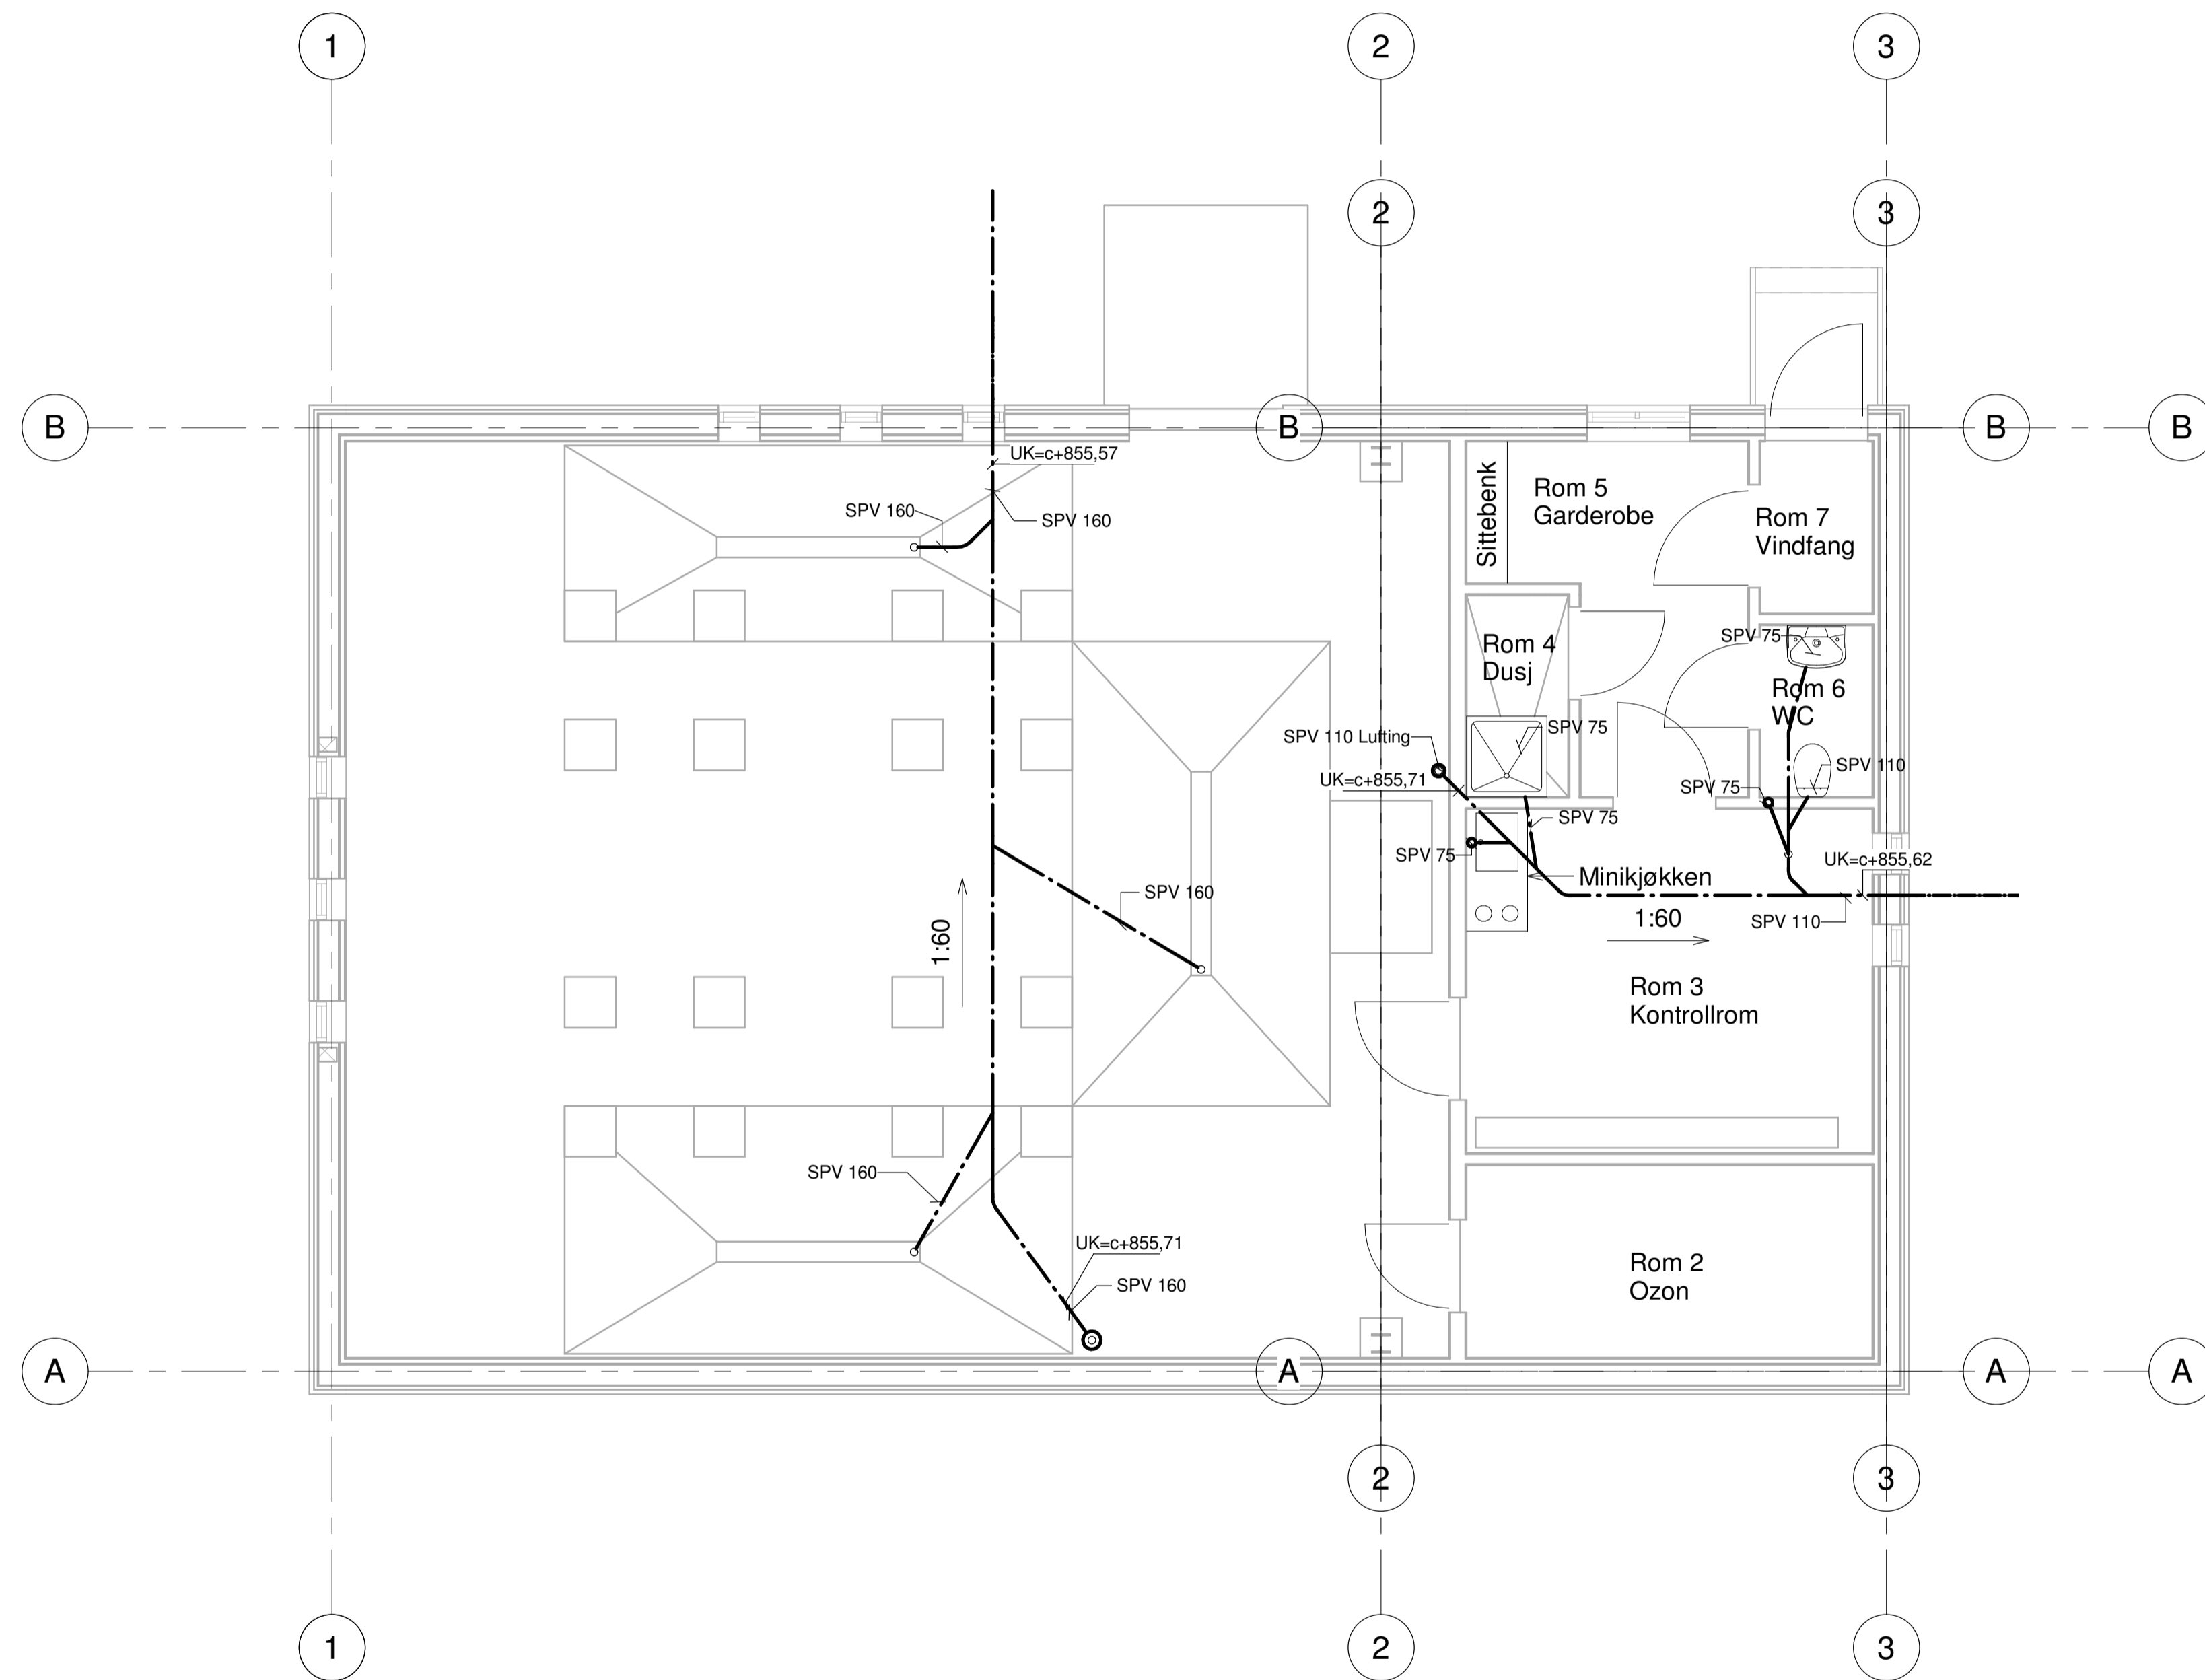 1
2
3
2
3
B
B
B
B
UK=c+855,57
SPV 160
SPV 160
Sittebenk
Rom 5
Garderobe
Rom 7
Vindfang
SPV 75
Rom 4
Dusj
Rom 6
WC
SPV 75
SPV 110 Lufting
UK=c+855,71
SPV 110
SPV 75
SPV 75
SPV 75
UK=c+855,62
Minikjøkken
SPV 160
1:60
SPV 110
1:60
Rom 3
Kontrollrom
SPV 160
UK=c+855,71
SPV 160
Rom 2
Ozon
A
A
A
A
2
3
1
2
3